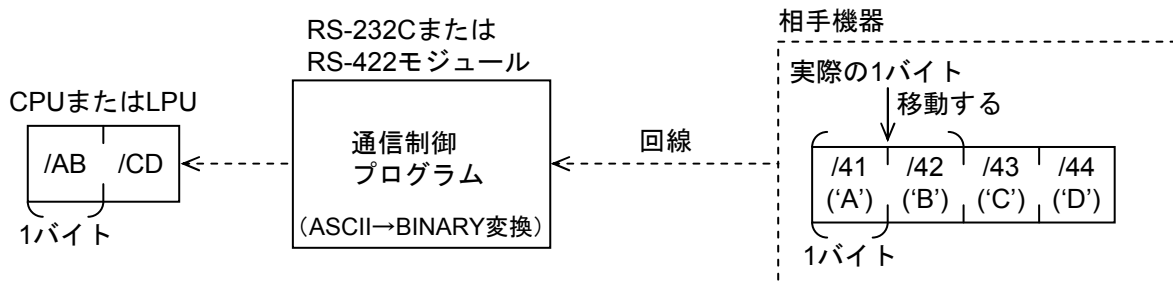 RS-232Cまたは
RS-422モジュール
相手機器
実際の1バイト
移動する
CPUまたはLPU
/AB /CD
1バイト
通信制御
プログラム
（ASCII→BINARY変換）
回線
/41 /42 /43 /44
(‘A’) (‘B’) (‘C’) (‘D’)
1バイト